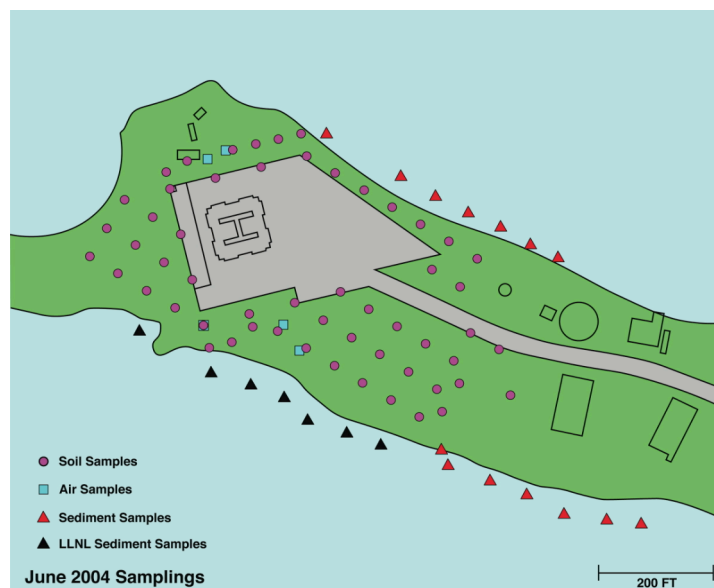 Soil Samples
Air Samples
Sediment Samples
LLNL Sediment Samples
June 2004 Samplings
200 FT